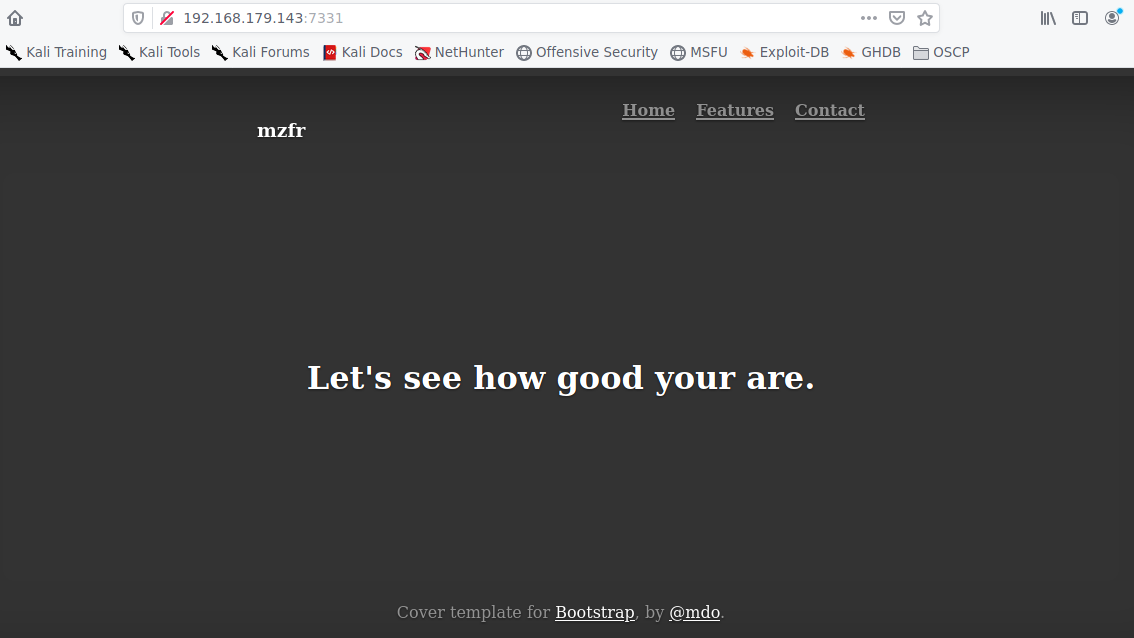 192.168.179.143:7331
Kali Training Kali Tools Kali Forums Kali Docs NetHunter Offensive Security MSFU Exploit-DB GHDB OSCP
Home Features Contact
mzfr
Let's see how good your are.
Cover template for Bootstrap, by @mdo.